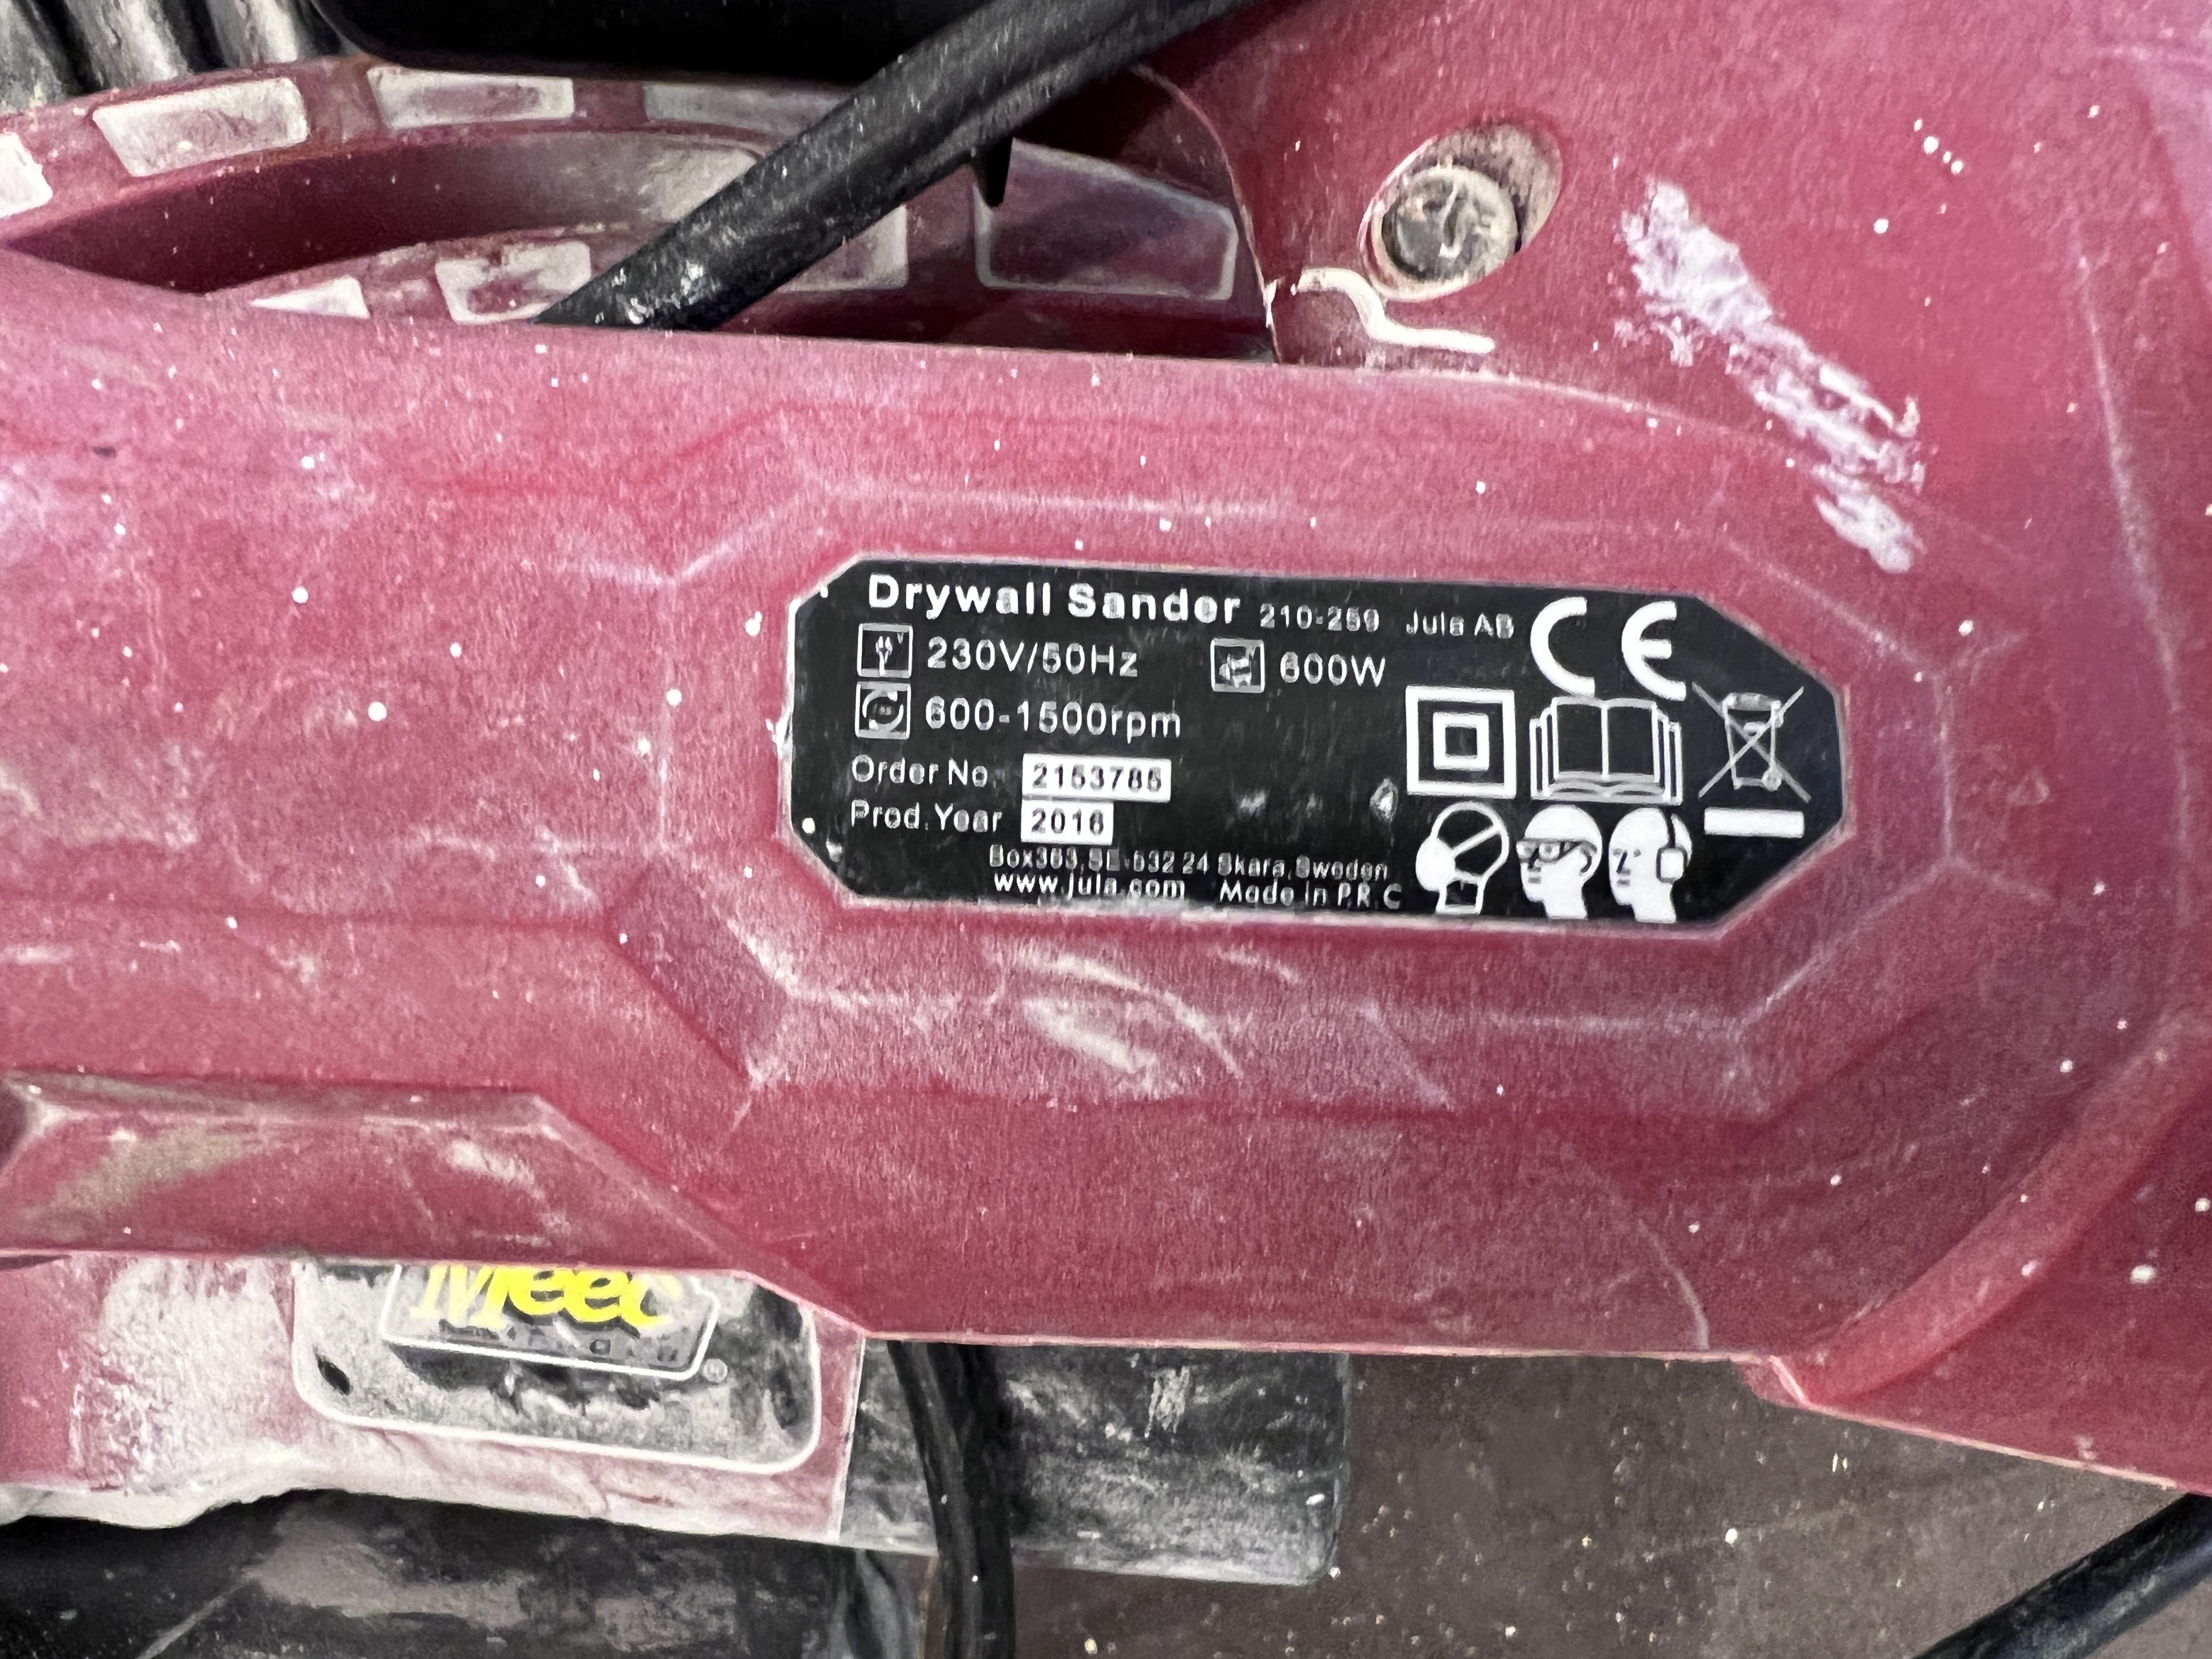 Drywall Sander 210-259 Jula AB CE
230V/50Hz 600W
600-1500rpm
Order No. 2153785
Prod. Year 2016
Box363, SE-532 24 Skara, Sweden
www.jula.com Made in P.R.C
Meec